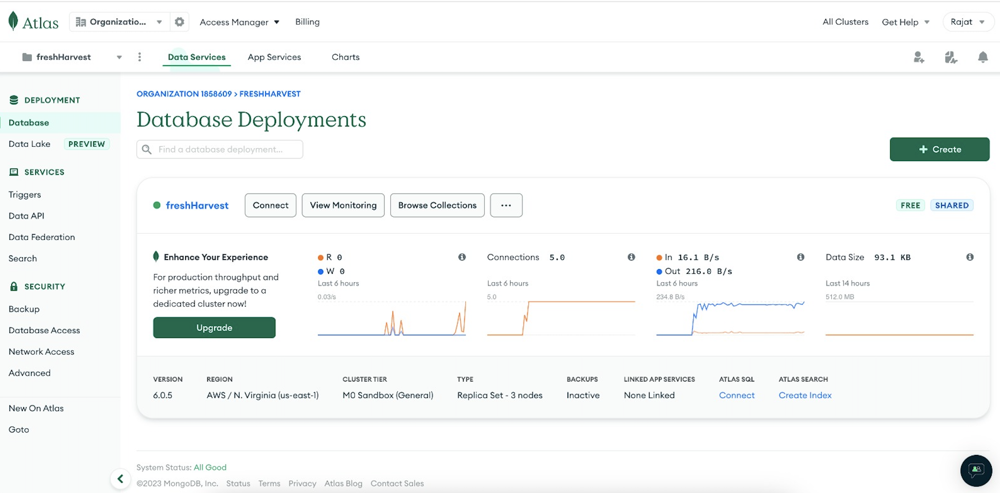 Atlas
Organizatio...
Access Manager
Billing
All Clusters
Get Help
Rajat
freshHarvest
Data Services
App Services
Charts
DEPLOYMENT
Database
Data Lake PREVIEW
SERVICES
Triggers
Data API
Data Federation
Search
SECURITY
Backup
Database Access
Network Access
Advanced
New On Atlas
Goto
ORGANIZATION 1858609 > FRESHHARVEST
Database Deployments
Find a database deployment...
+ Create
freshHarvest
Connect
View Monitoring
Browse Collections
...
FREE
SHARED
Enhance Your Experience
For production throughput and
richer metrics, upgrade to a
dedicated cluster now!
Upgrade
R 0
W 0
Last 6 hours
0.03/s
Connections 5.0
Last 6 hours
5.0
In 16.1 B/s
Out 216.0 B/s
Last 6 hours
234.8 B/s
Data Size 93.1 KB
Last 14 hours
512.0 MB
VERSION
6.0.5
REGION
AWS / N. Virginia (us-east-1)
CLUSTER TIER
M0 Sandbox (General)
TYPE
Replica Set - 3 nodes
BACKUPS
Inactive
LINKED APP SERVICES
None Linked
ATLAS SQL
Connect
ATLAS SEARCH
Create Index
System Status: All Good
©2023 MongoDB, Inc. Status Terms Privacy Atlas Blog Contact Sales